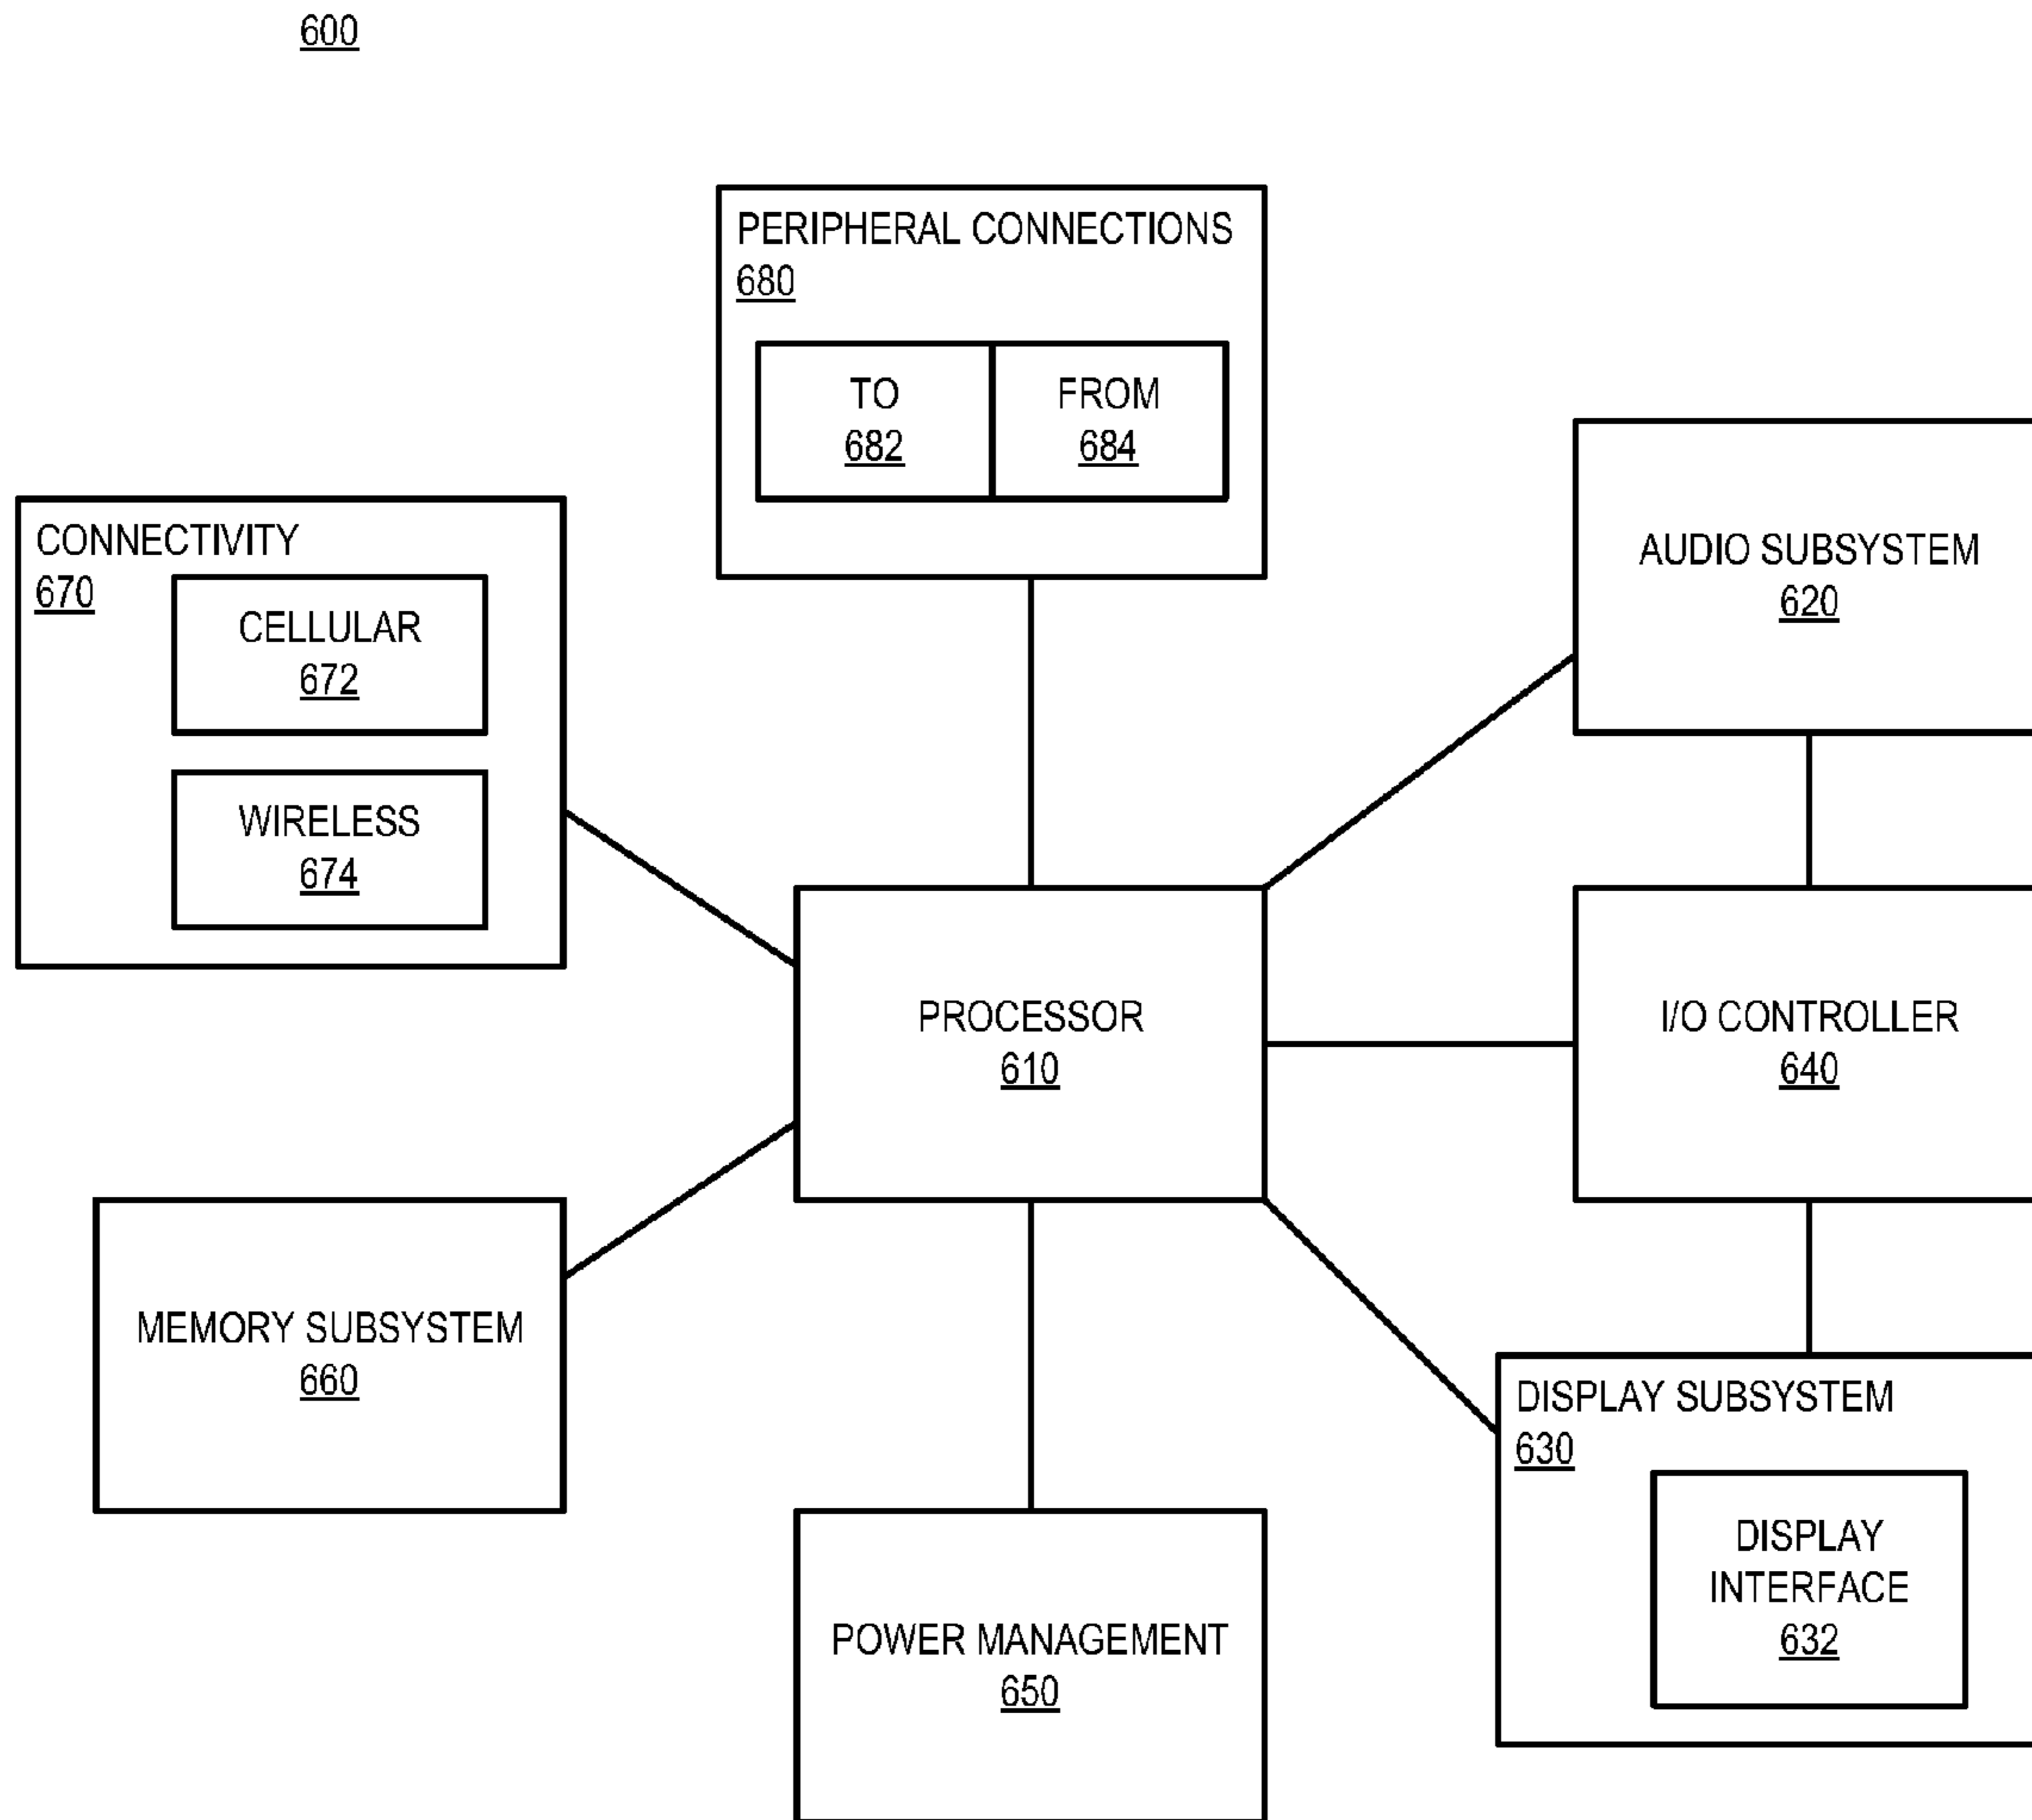 600
PERIPHERAL CONNECTIONS
680
TO
682
FROM
684
CONNECTIVITY
670
CELLULAR
672
WIRELESS
674
AUDIO SUBSYSTEM
620
PROCESSOR
610
I/O CONTROLLER
640
MEMORY SUBSYSTEM
660
DISPLAY SUBSYSTEM
630
DISPLAY
INTERFACE
632
POWER MANAGEMENT
650